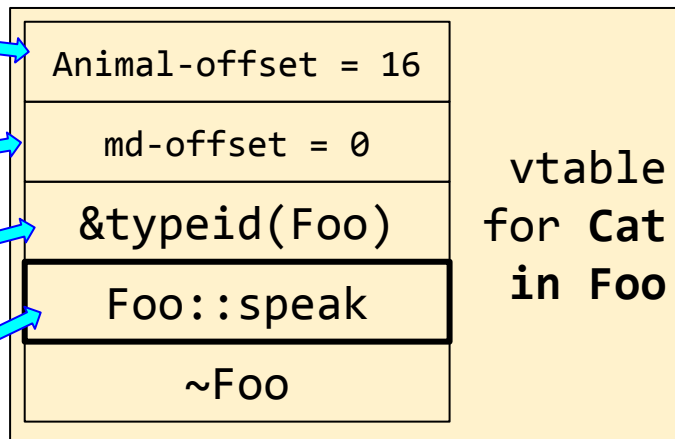 Animal-offset = 16
md-offset = 0
&typeid(Foo)
Foo::speak
~Foo
vtable
for Cat
in Foo